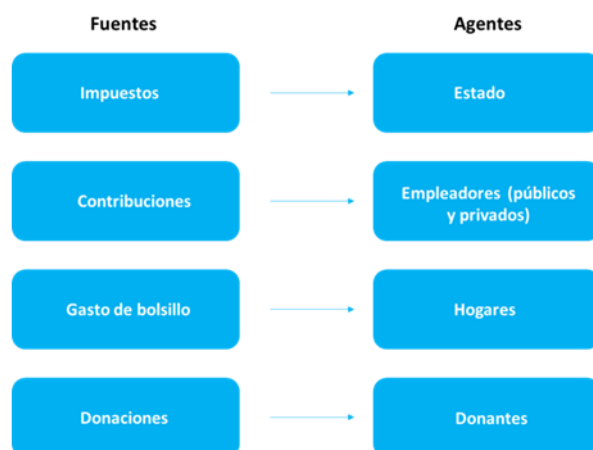 Fuentes
Agentes
Impuestos
Estado
Contribuciones
Empleadores (públicos
y privados)
Gasto de bolsillo
Hogares
Donaciones
Donantes